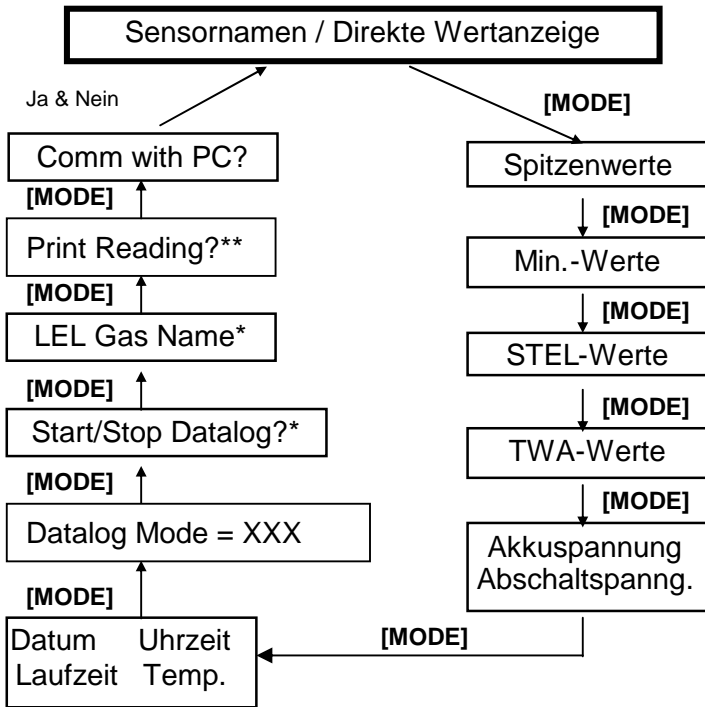 Sensornamen / Direkte Wertanzeige
Ja & Nein
[MODE]
Comm with PC?
Spitzenwerte
[MODE]
[MODE]
Print Reading?**
Min.-Werte
[MODE]
[MODE]
LEL Gas Name*
STEL-Werte
[MODE]
[MODE]
Start/Stop Datalog?*
TWA-Werte
[MODE]
[MODE]
Datalog Mode = XXX
Akkuspannung
Abschaltspanng.
[MODE]
[MODE]
Datum Uhrzeit
Laufzeit Temp.